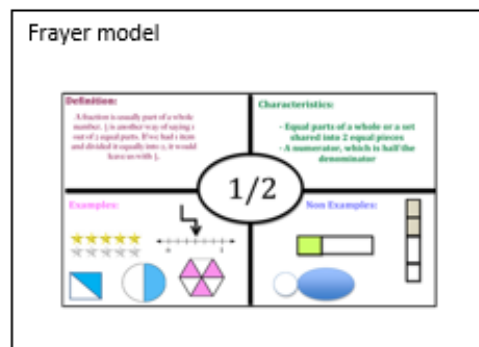 Frayer model
Definition:
A fraction is usually part of a whole
number. ½ is another way of saying 1
out of 2 equal parts. If we had 1 item
and divided it equally into 2, it would
leave us with ½.
Characteristics:
- Equal parts of a whole or a set
shared into 2 equal pieces
- A numerator, which is half the
denominator
1/2
Examples:
0
1
Non Examples: